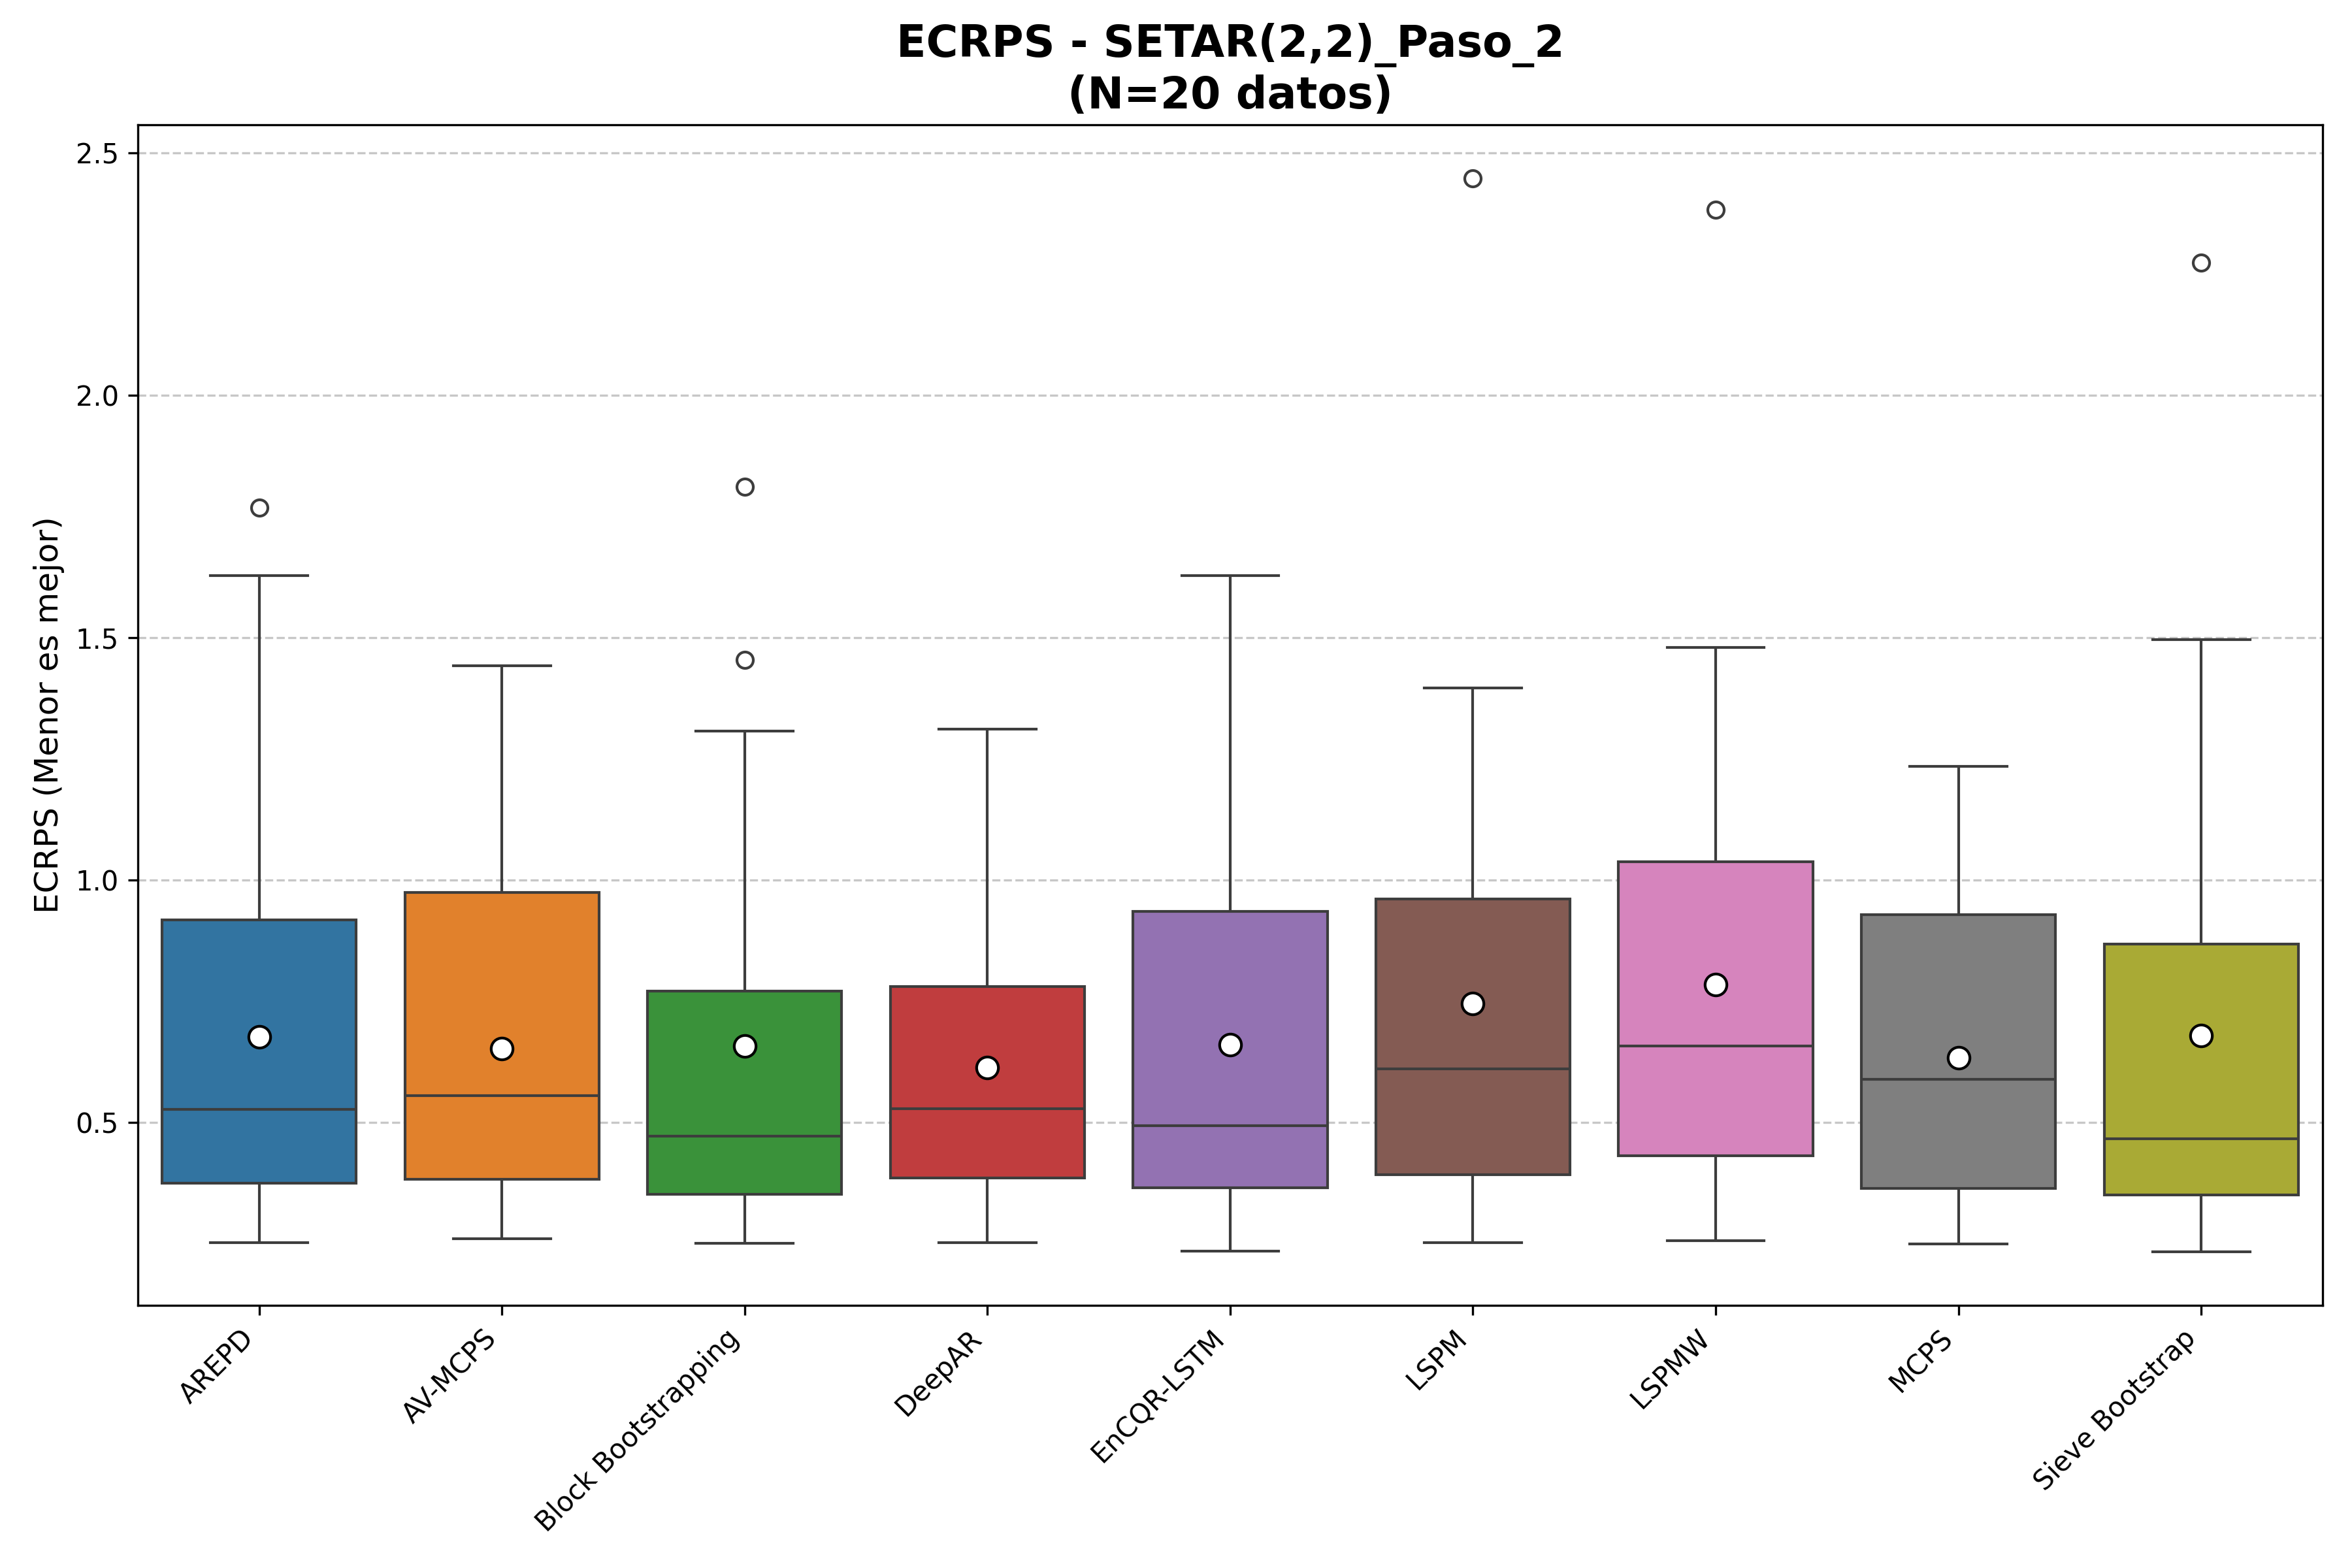 ECRPS - SETAR(2,2)_Paso_2
(N=20 datos)
ECRPS (Menor es mejor)
2.5
2.0
1.5
1.0
0.5
AREPD
AV-MCPS
Block Bootstrapping
DeepAR
EnCQR-LSTM
LSPM
LSPMW
MCPS
Sieve Bootstrap